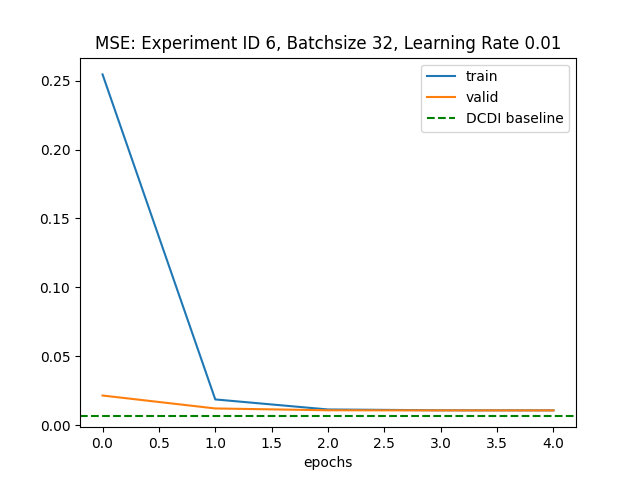 MSE: Experiment ID 6, Batchsize 32, Learning Rate 0.01
train
valid
DCDI baseline
0.25
0.20
0.15
0.10
0.05
0.00
0.0 0.5 1.0 1.5 2.0 2.5 3.0 3.5 4.0
epochs